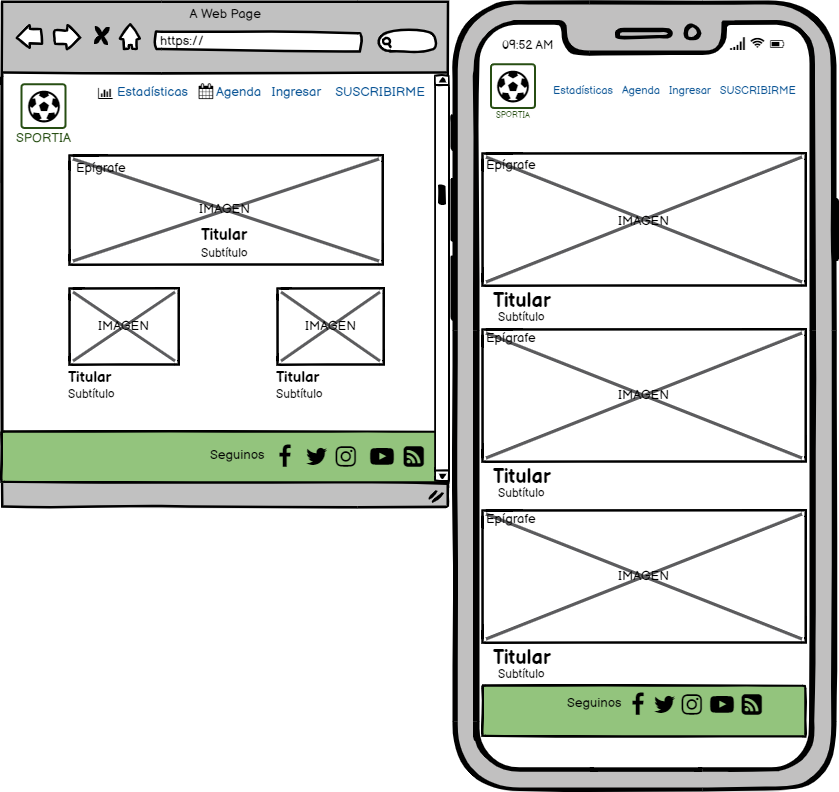 A Web Page
https://
SPORTIA
Estadísticas Agenda Ingresar SUSCRIBIRME
Epígrafe
IMAGEN
Titular
Subtítulo
IMAGEN
Titular
Subtítulo
IMAGEN
Titular
Subtítulo
Seguinos
09:52 AM
SPORTIA
Estadísticas Agenda Ingresar SUSCRIBIRME
Epígrafe
IMAGEN
Titular
Subtítulo
Epígrafe
IMAGEN
Titular
Subtítulo
Epígrafe
IMAGEN
Titular
Subtítulo
Seguinos